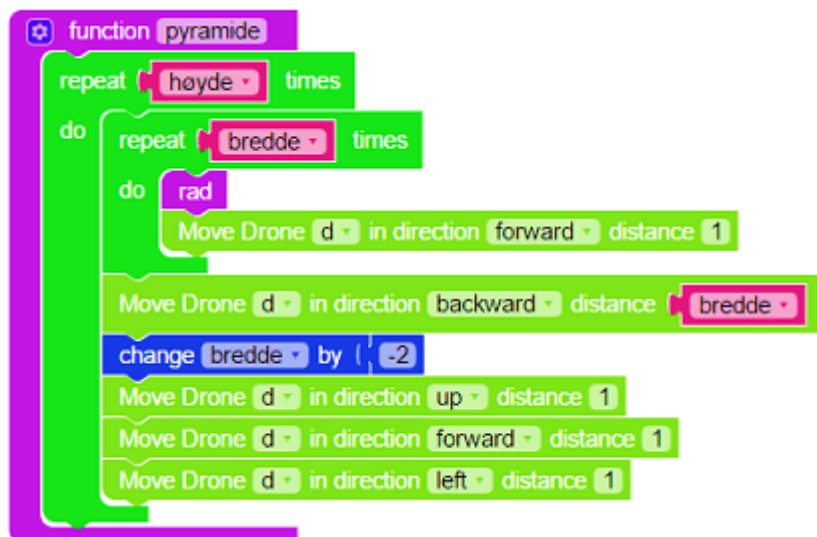 function pyramide
repeat høyde times
do repeat bredde times
do rad
Move Drone d in direction forward distance 1
Move Drone d in direction backward distance bredde
change bredde by -2
Move Drone d in direction up distance 1
Move Drone d in direction forward distance 1
Move Drone d in direction left distance 1